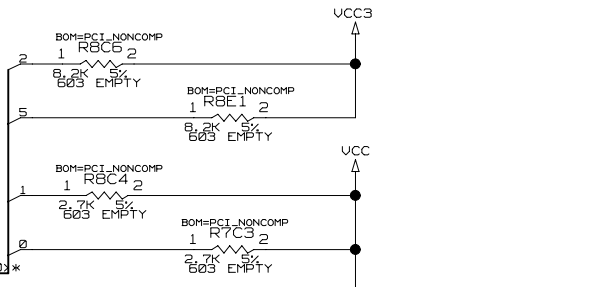 VCC3
BOM=PCI_NONCOMP
R8C6
2 1 2
8.2K 5%
603 EMPTY
BOM=PCI_NONCOMP
R8E1
5 1 2
8.2K 5%
603 EMPTY
VCC
BOM=PCI_NONCOMP
R8C4
1 1 2
2.7K 5%
603 EMPTY
BOM=PCI_NONCOMP
R7C3
0 1 2
2.7K 5%
603 EMPTY
>*